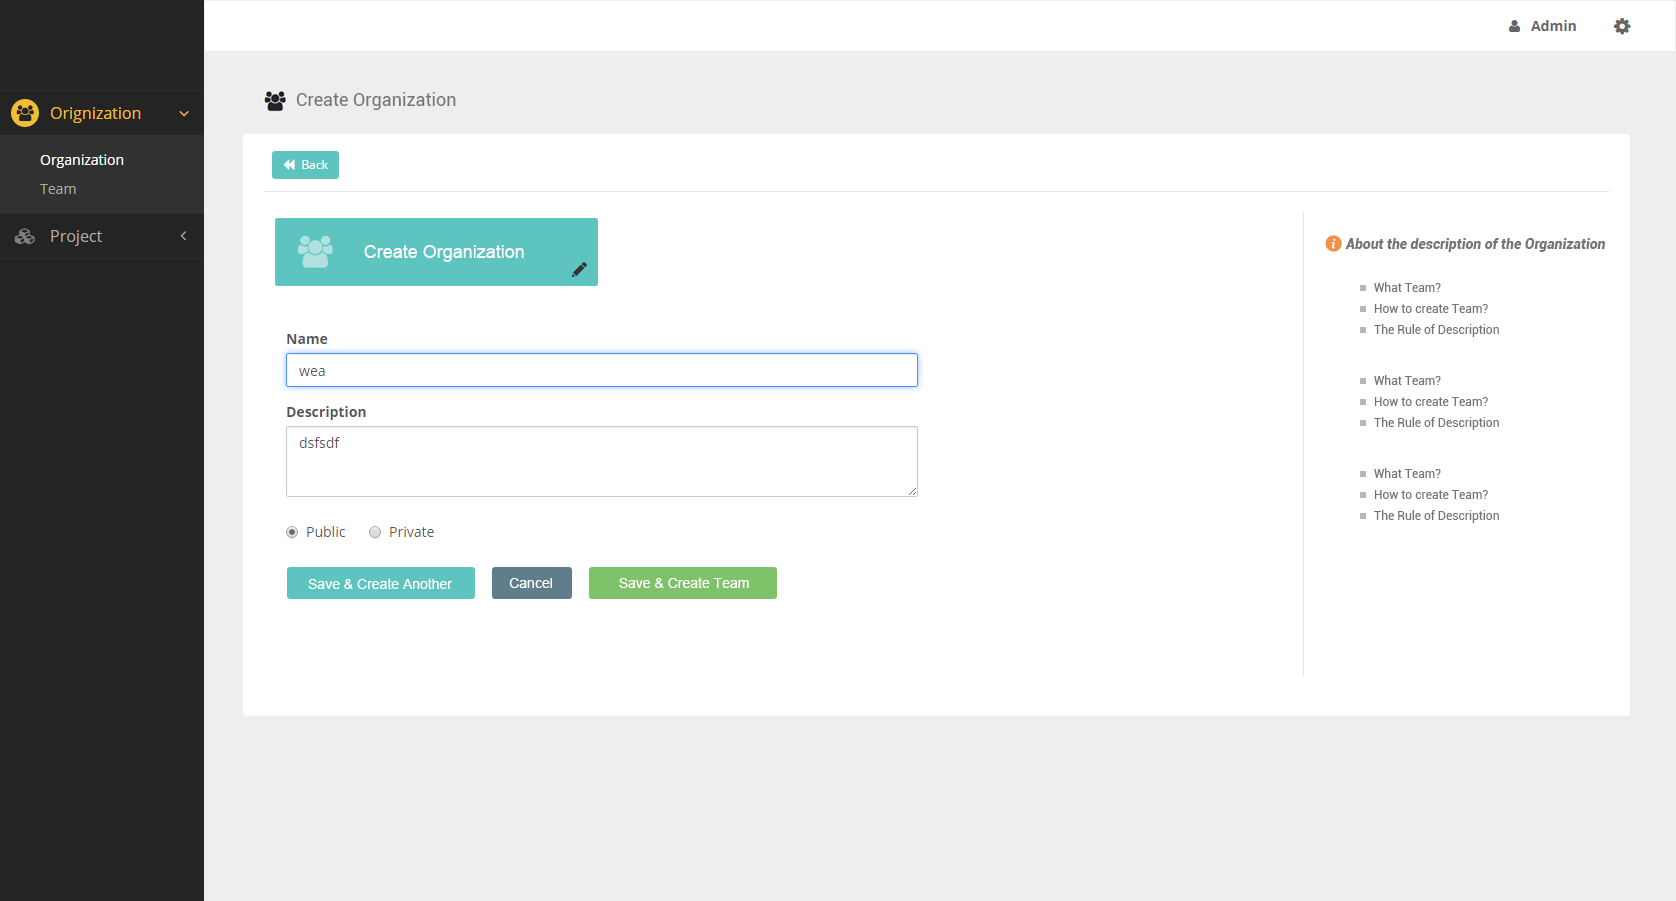 Admin
Orignization
Organization
Team
Project
Create Organization
Back
Create Organization
Name
wea
Description
dsfsdf
Public
Private
Save & Create Another
Cancel
Save & Create Team
About the description of the Organization
What Team?
How to create Team?
The Rule of Description
What Team?
How to create Team?
The Rule of Description
What Team?
How to create Team?
The Rule of Description